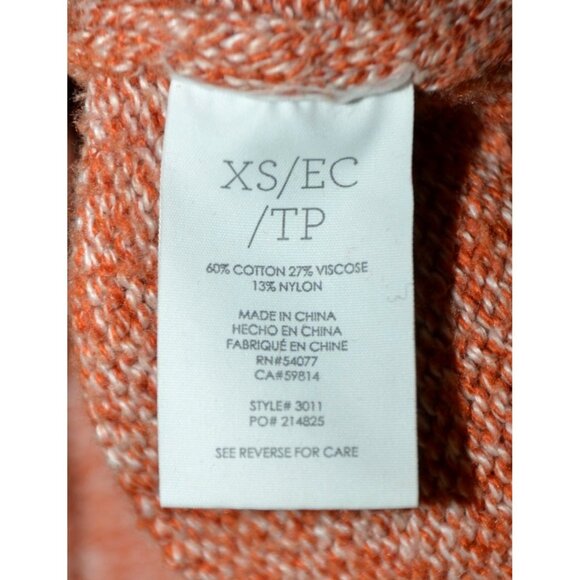 XS/EC
/TP
60% COTTON 27% VISCOSE
13% NYLON
MADE IN CHINA
HECHO EN CHINA
FABRIQUÉ EN CHINE
RN#54077
CA#59814
STYLE# 3011
PO# 214825
SEE REVERSE FOR CARE